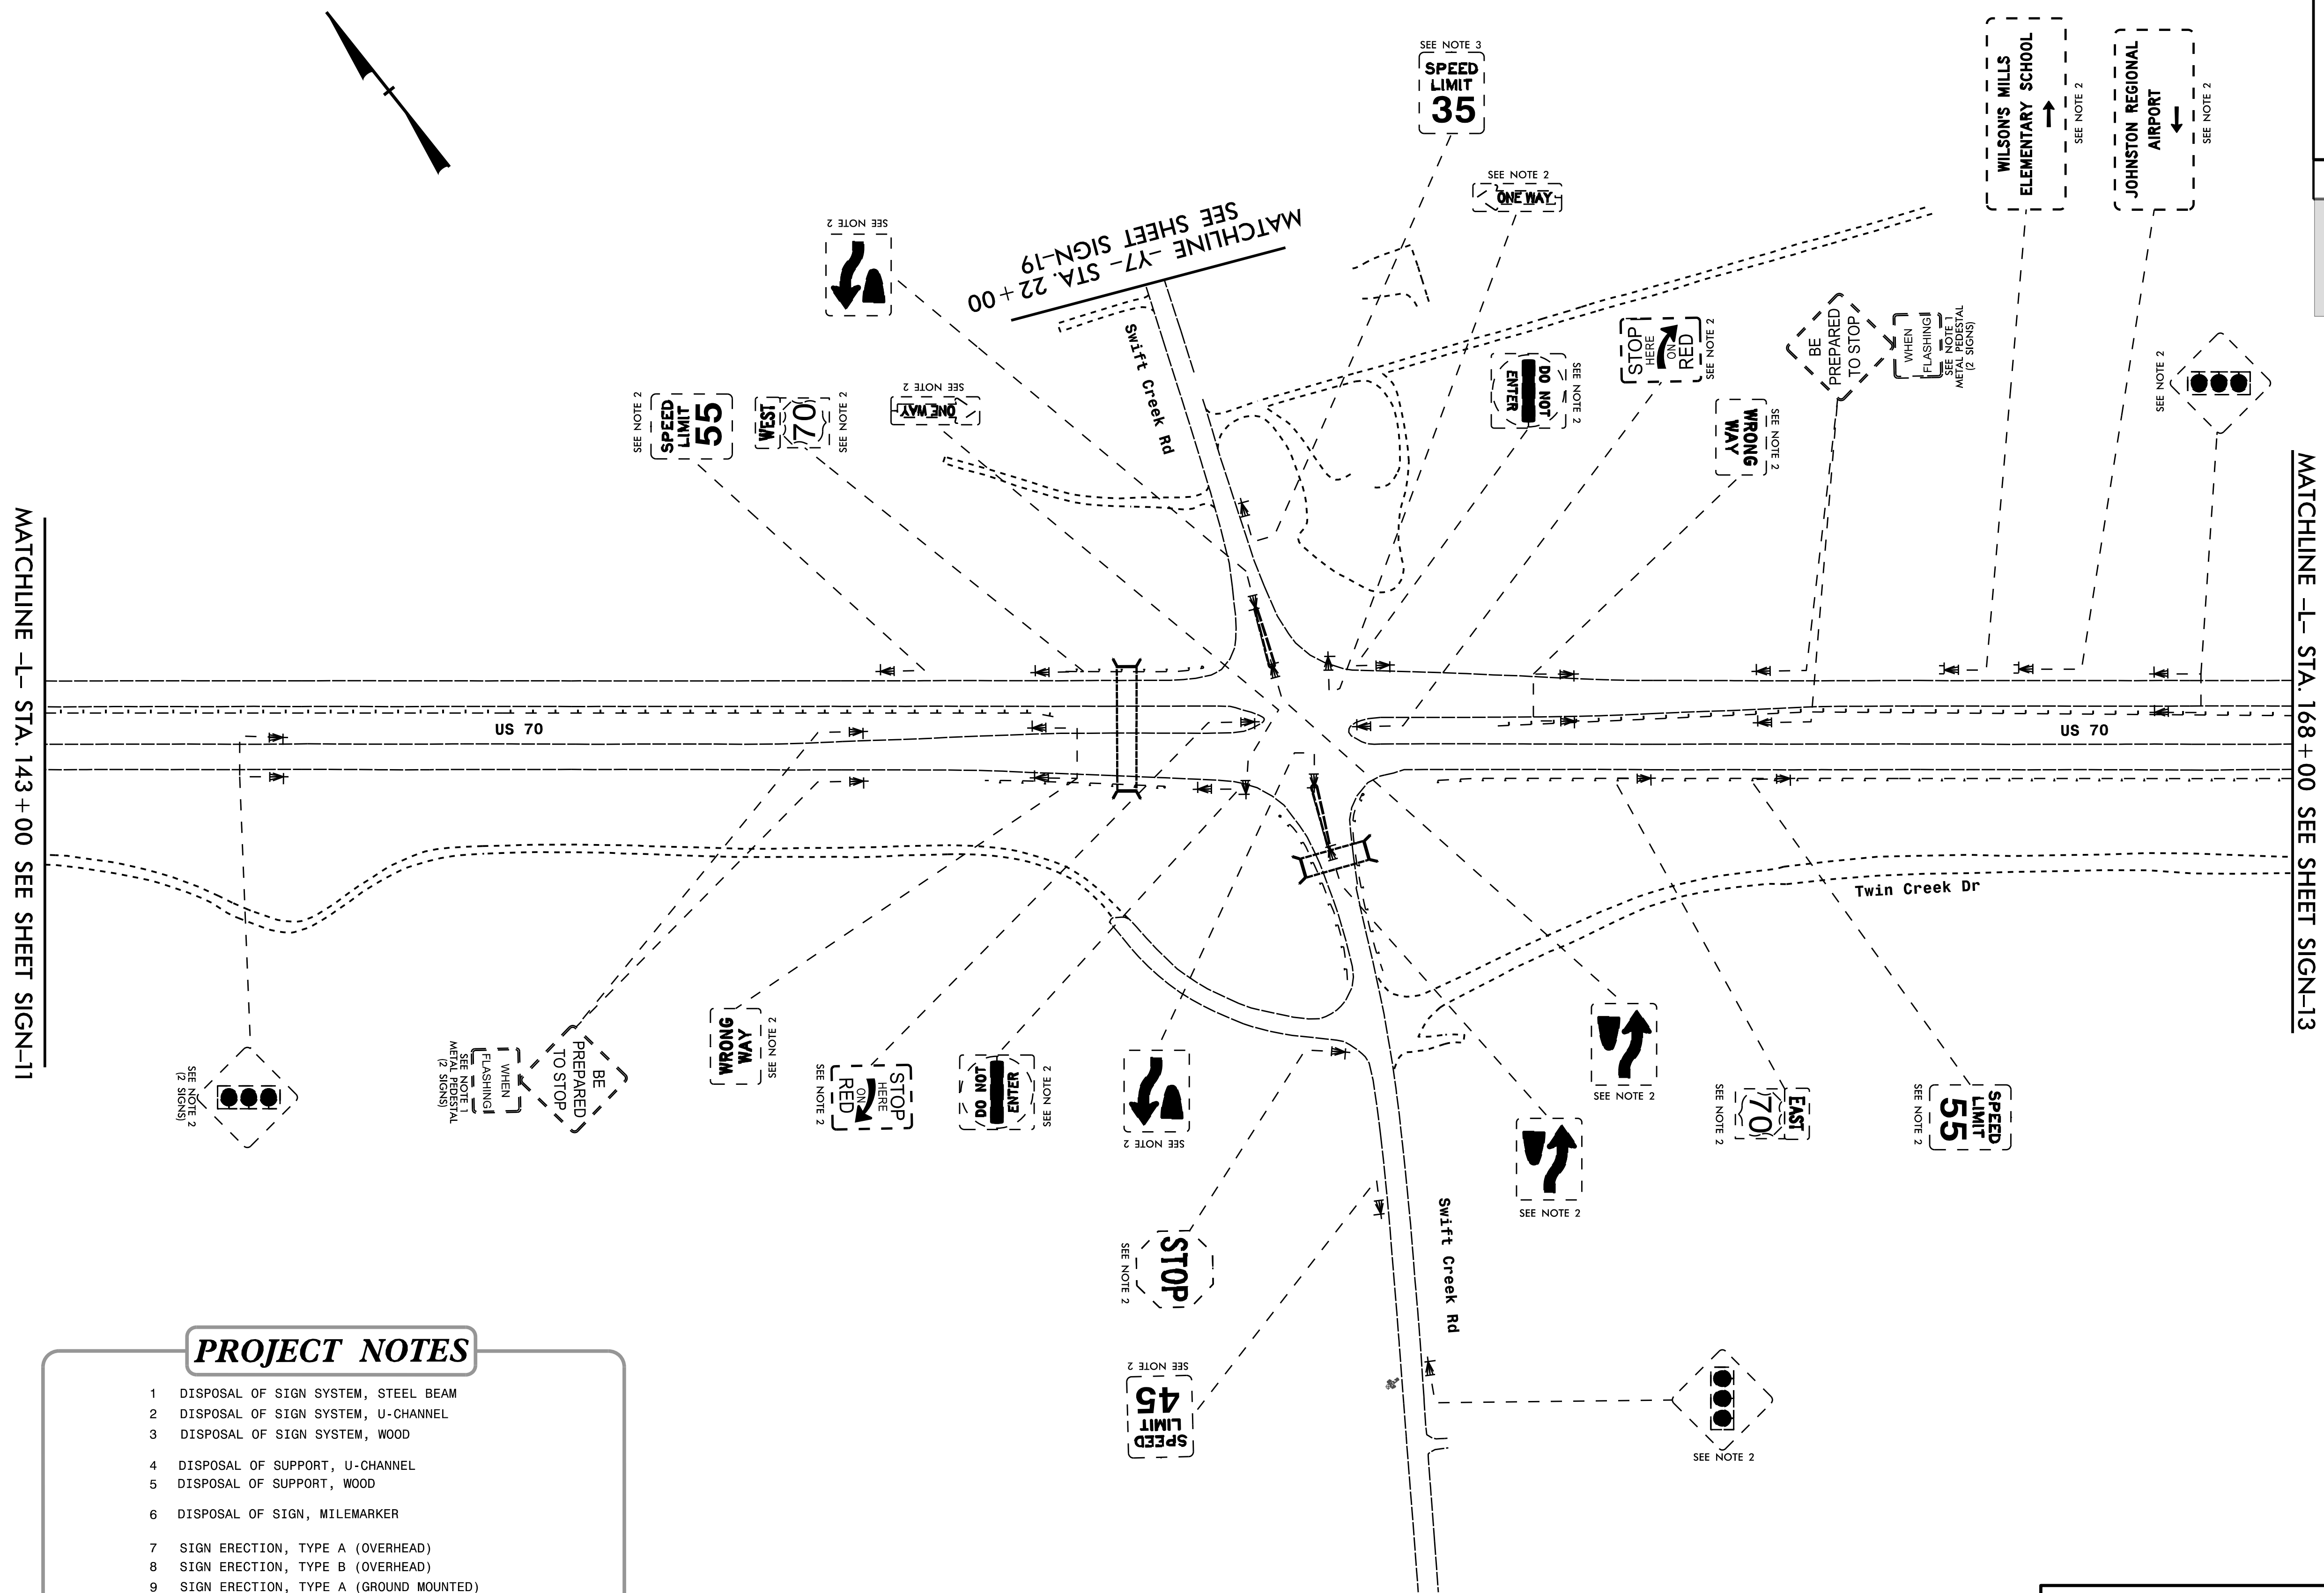 SEE NOTE 3
SPEED
LIMIT
35
SEE NOTE 2
ONE WAY
WILSON'S MILLS
ELEMENTARY SCHOOL
SEE NOTE 2
JOHNSTON REGIONAL
AIRPORT
SEE NOTE 2
SEE NOTE 2
MATCHLINE -Y7- STA. 22+00
SEE SHEET SIGN-19
Swift Creek Rd
SEE NOTE 2
SPEED
LIMIT
55
WEST
70
SEE NOTE 2
SEE NOTE 2
ONE WAY
DO NOT
ENTER
SEE NOTE 2
STOP
HERE
ON
RED
SEE NOTE 2
WRONG
WAY
SEE NOTE 2
BE
PREPARED
TO STOP
WHEN
FLASHING
SEE NOTE 1
METAL PEDESTAL
(2 SIGNS)
SEE NOTE 2
MATCHLINE -L- STA. 143+00 SEE SHEET SIGN-11
MATCHLINE -L- STA. 168+00 SEE SHEET SIGN-13
US 70
US 70
Twin Creek Dr
SEE NOTE 2
(2 SIGNS)
BE
PREPARED
TO STOP
WHEN
FLASHING
SEE NOTE 1
METAL PEDESTAL
(2 SIGNS)
WRONG
WAY
SEE NOTE 2
STOP
HERE
ON
RED
SEE NOTE 2
DO NOT
ENTER
SEE NOTE 2
SEE NOTE 2
SEE NOTE 2
SEE NOTE 2
EAST
70
SEE NOTE 2
SPEED
LIMIT
55
SEE NOTE 2
STOP
SEE NOTE 2
Swift Creek Rd
SPEED
LIMIT
45
SEE NOTE 2
SEE NOTE 2
PROJECT NOTES
1 DISPOSAL OF SIGN SYSTEM, STEEL BEAM
2 DISPOSAL OF SIGN SYSTEM, U-CHANNEL
3 DISPOSAL OF SIGN SYSTEM, WOOD
4 DISPOSAL OF SUPPORT, U-CHANNEL
5 DISPOSAL OF SUPPORT, WOOD
6 DISPOSAL OF SIGN, MILEMARKER
7 SIGN ERECTION, TYPE A (OVERHEAD)
8 SIGN ERECTION, TYPE B (OVERHEAD)
9 SIGN ERECTION, TYPE A (GROUND MOUNTED)